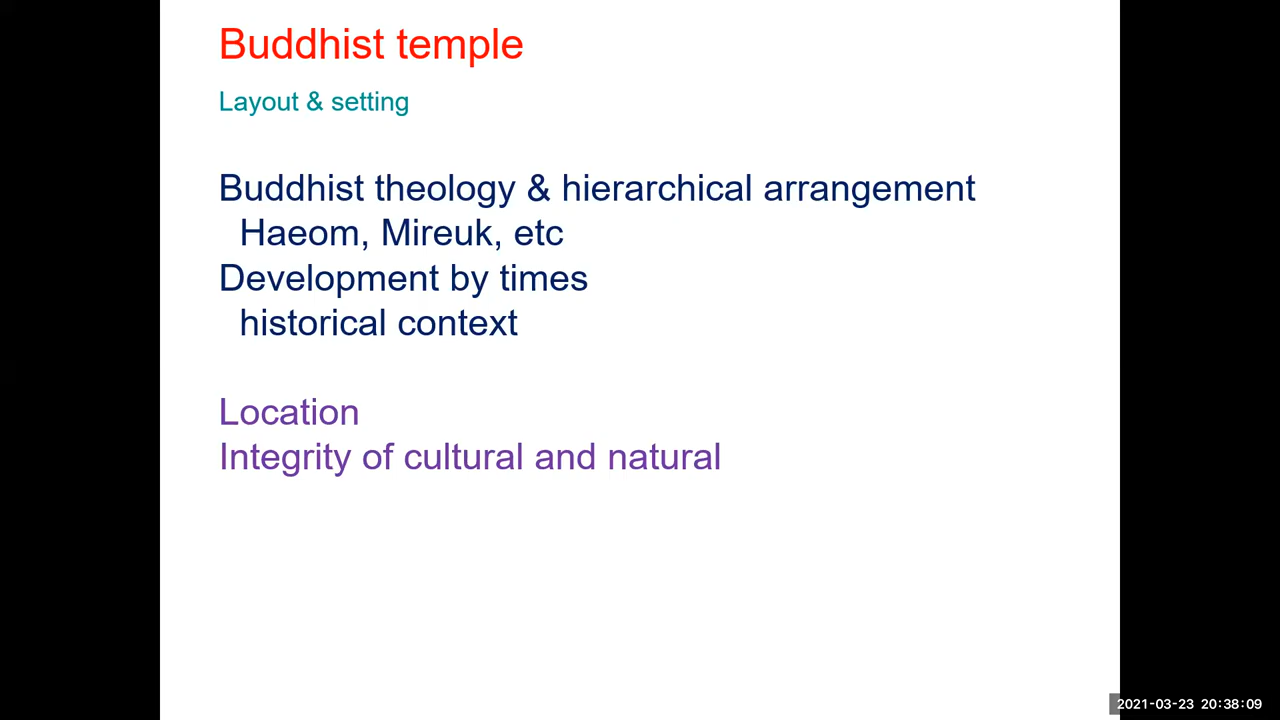 Buddhist temple
Layout & setting
Buddhist theology & hierarchical arrangement
Haeom, Mireuk, etc
Development by times
historical context
Location
Integrity of cultural and natural
2021-03-23 20:38:09